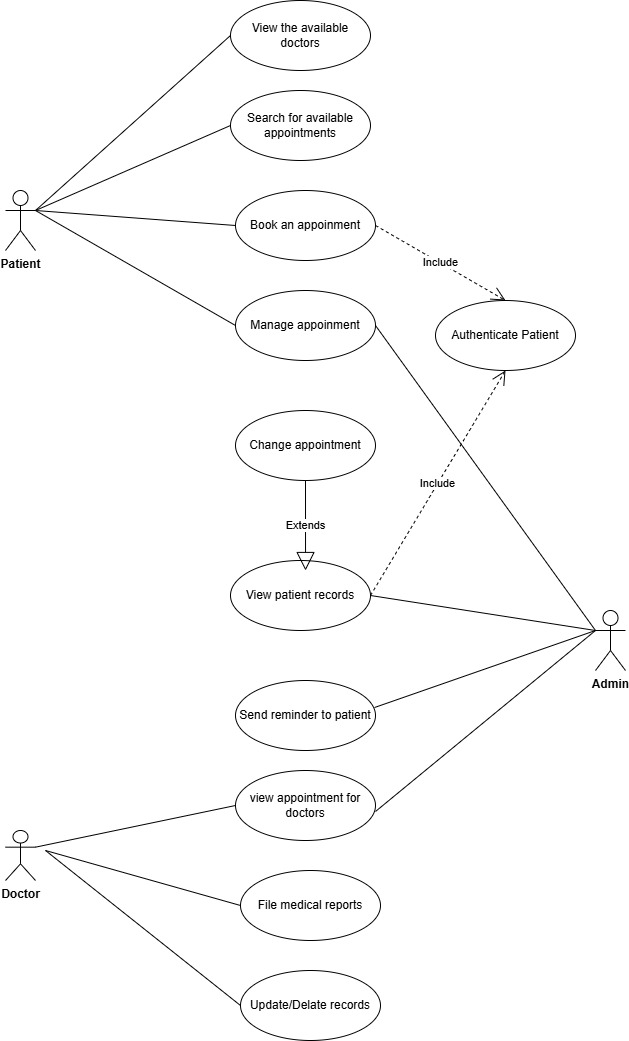 View the available
doctors
Search for available
appointments
Book an appoinment
Include
Patient
Manage appoinment
Authenticate Patient
Change appointment
Include
Extends
View patient records
Admin
Send reminder to patient
view appointment for
doctors
Doctor
File medical reports
Update/Delate records